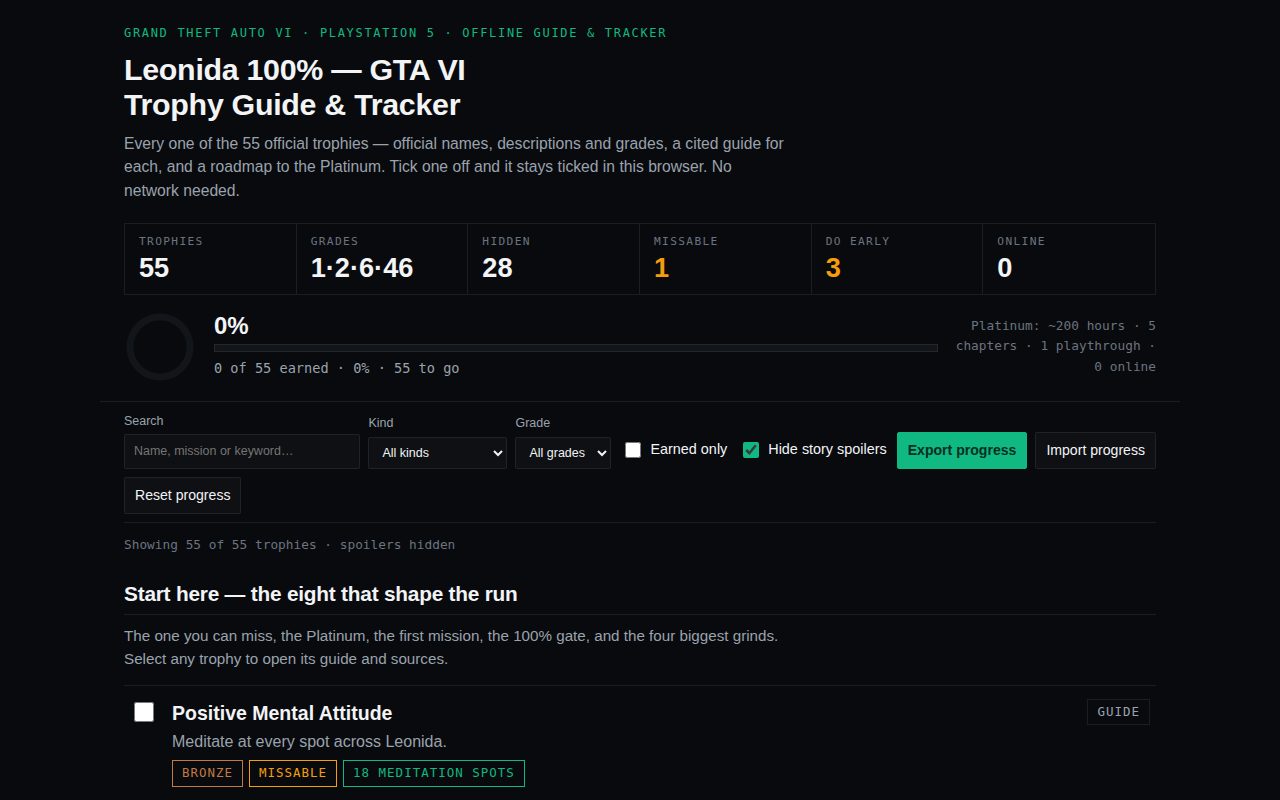 GRAND THEFT AUTO VI · PLAYSTATION 5 · OFFLINE GUIDE & TRACKER
Leonida 100% — GTA VI
Trophy Guide & Tracker
Every one of the 55 official trophies — official names, descriptions and grades, a cited guide for
each, and a roadmap to the Platinum. Tick one off and it stays ticked in this browser. No
network needed.
TROPHIES
55
GRADES
1·2·6·46
HIDDEN
28
MISSABLE
1
DO EARLY
3
ONLINE
0
0%
0 of 55 earned · 0% · 55 to go
Platinum: ~200 hours · 5
chapters · 1 playthrough ·
0 online
Search
Name, mission or keyword…
Kind
All kinds
Grade
All grades
Earned only
Hide story spoilers
Export progress
Import progress
Reset progress
Showing 55 of 55 trophies · spoilers hidden
Start here — the eight that shape the run
The one you can miss, the Platinum, the first mission, the 100% gate, and the four biggest grinds.
Select any trophy to open its guide and sources.
Positive Mental Attitude
GUIDE
Meditate at every spot across Leonida.
BRONZE
MISSABLE
18 MEDITATION SPOTS